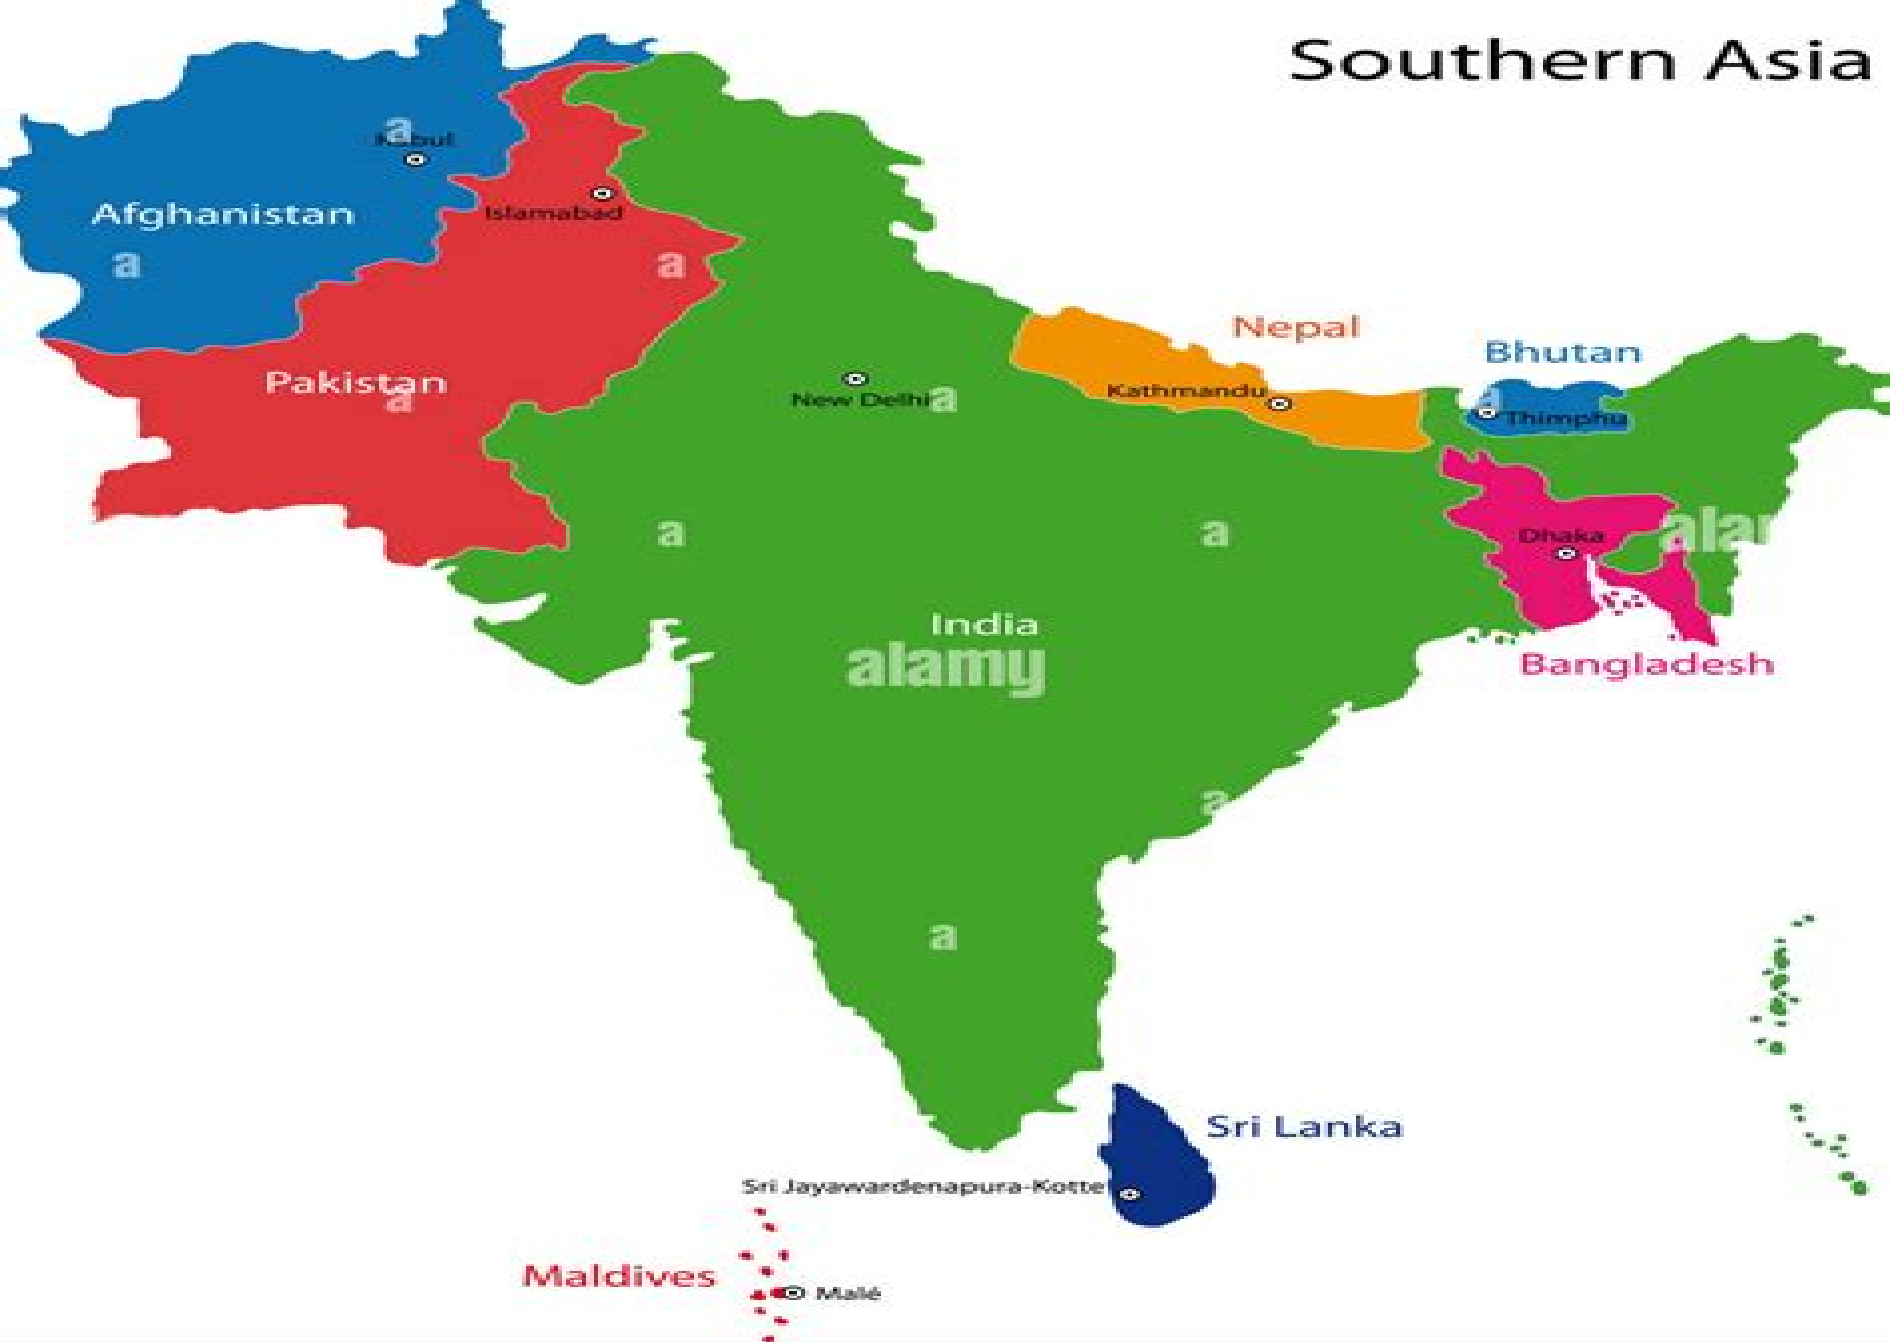 Southern Asia
Kabul
Afghanistan
Islamabad
Pakistan
Nepal
Bhutan
New Delhi
Kathmandu
Thimphu
Dhaka
India
alamy
Bangladesh
Sri Lanka
Sri Jayawardenapura-Kotte
Maldives
Malé
a
a
a
a
a
a
a
a
a
a
alam